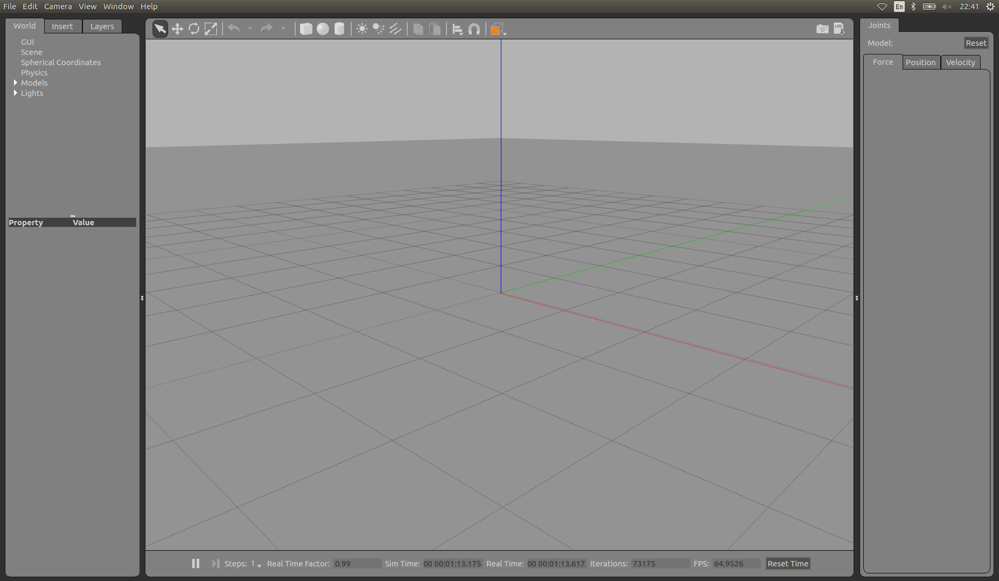 File Edit Camera View Window Help En 22:41
World Insert Layers
GUI
Scene
Spherical Coordinates
Physics
Models
Lights
Property Value
LOG
Steps: 1 Real Time Factor: 0.99 Sim Time: 00 00:01:13.175 Real Time: 00 00:01:13.617 Iterations: 73175 FPS: 64.9526 Reset Time
Joints
Model: Reset
Force Position Velocity